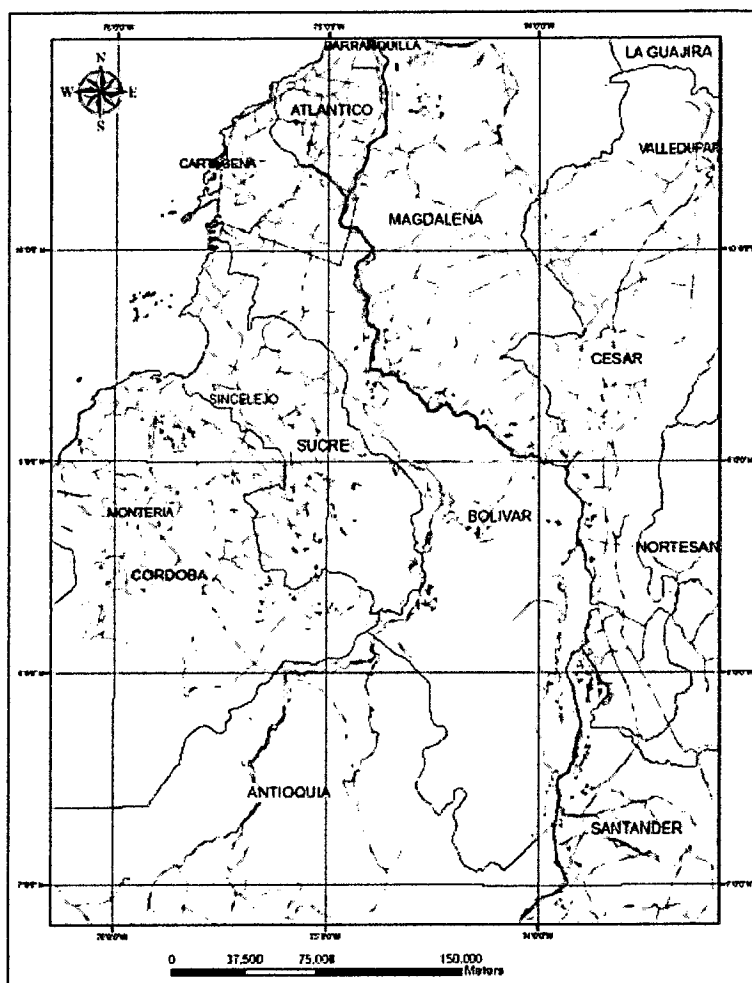 N
W E
S
BARRANQUILLA
LA GUAJIRA
ATLANTICO
VALLEDUPAR
CARTAGENA
MAGDALENA
CESAR
SINCELEJO
SUCRE
MONTERIA
BOLIVAR
NORTESAN
CORDOBA
ANTIOQUIA
SANTANDER
0 37,500 75,000 150,000
Meters